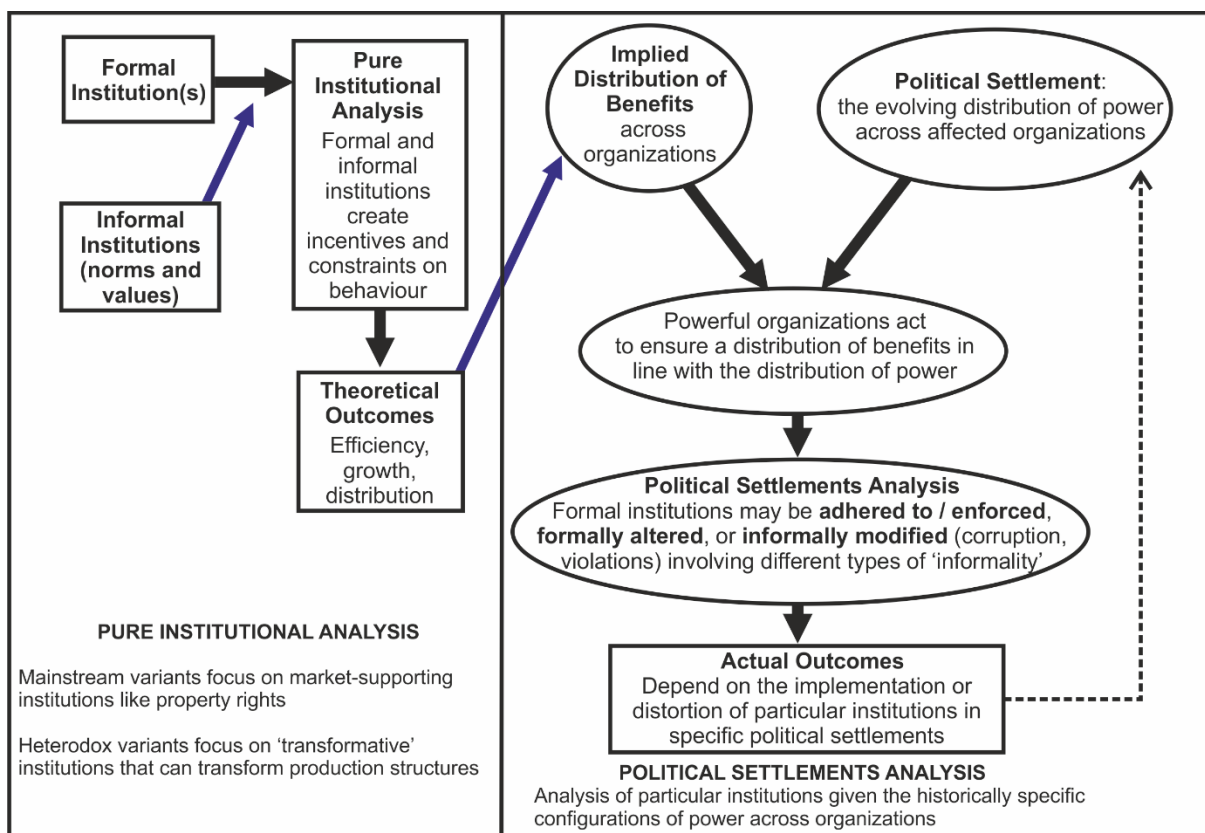 Formal
Institution(s)
Informal
Institutions
(norms and
values)
Pure
Institutional
Analysis
Formal and
informal
institutions
create
incentives and
constraints on
behaviour
Theoretical
Outcomes
Efficiency,
growth,
distribution
PURE INSTITUTIONAL ANALYSIS
Mainstream variants focus on market-supporting
institutions like property rights
Heterodox variants focus on ‘transformative’
institutions that can transform production structures
Implied
Distribution of
Benefits
across
organizations
Political Settlement:
the evolving distribution of power
across affected organizations
Powerful organizations act
to ensure a distribution of benefits in
line with the distribution of power
Political Settlements Analysis
Formal institutions may be adhered to / enforced,
formally altered, or informally modified (corruption,
violations) involving different types of ‘informality’
Actual Outcomes
Depend on the implementation or
distortion of particular institutions in
specific political settlements
POLITICAL SETTLEMENTS ANALYSIS
Analysis of particular institutions given the historically specific
configurations of power across organizations